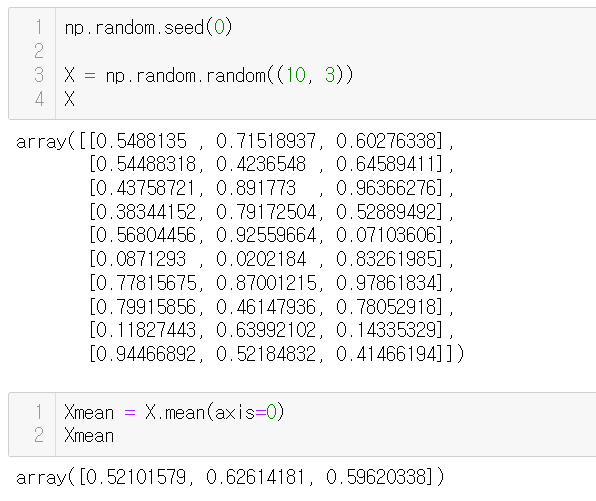 1 np.random.seed(0)
2
3 X = np.random.random((10, 3))
4 X
array([[0.5488135 , 0.71518937, 0.60276338],
[0.54488318, 0.4236548 , 0.64589411],
[0.43758721, 0.891773  , 0.96366276],
[0.38344152, 0.79172504, 0.52889492],
[0.56804456, 0.92559664, 0.07103606],
[0.0871293 , 0.0202184 , 0.83261985],
[0.77815675, 0.87001215, 0.97861834],
[0.79915856, 0.46147936, 0.78052918],
[0.11827443, 0.63992102, 0.14335329],
[0.94466892, 0.52184832, 0.41466194]])
1 Xmean = X.mean(axis=0)
2 Xmean
array([0.52101579, 0.62614181, 0.59620338])